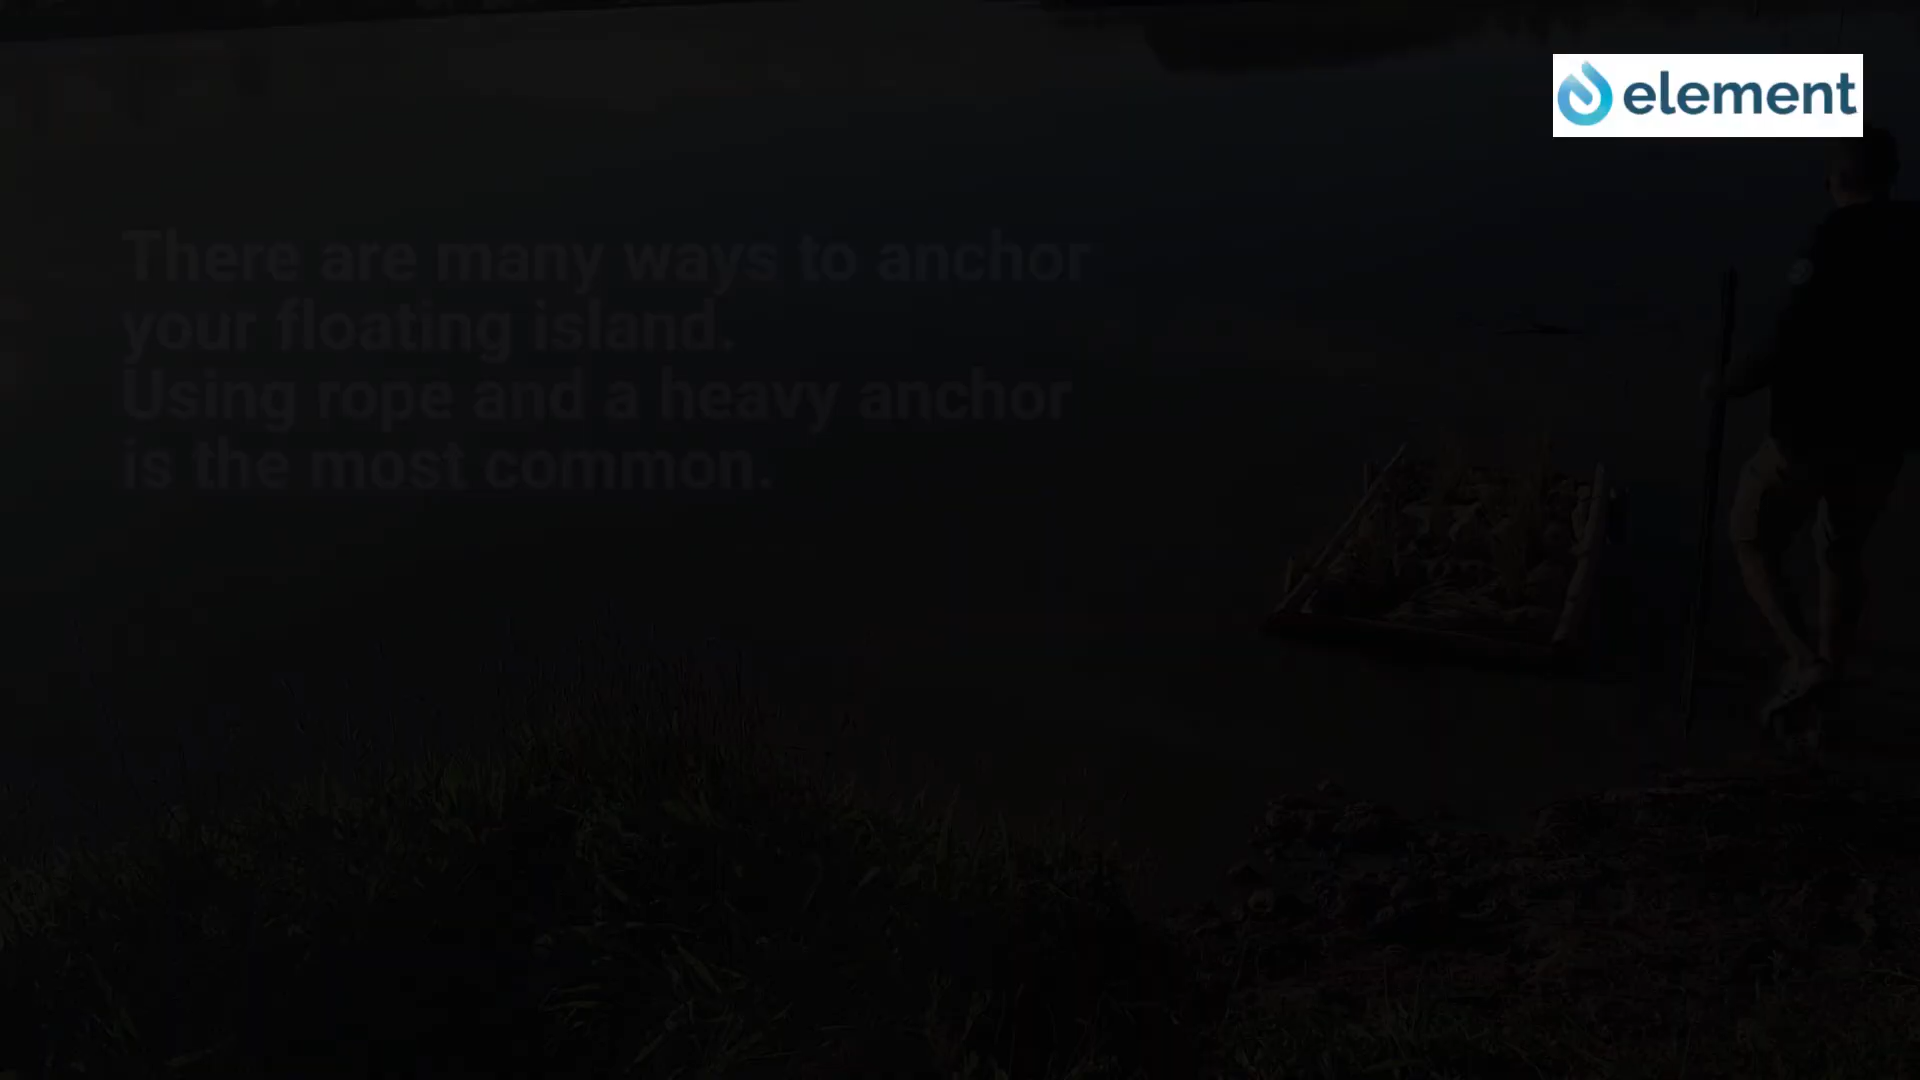 element
There are many ways to anchor
your floating island.
Using rope and a heavy anchor
is the most common.